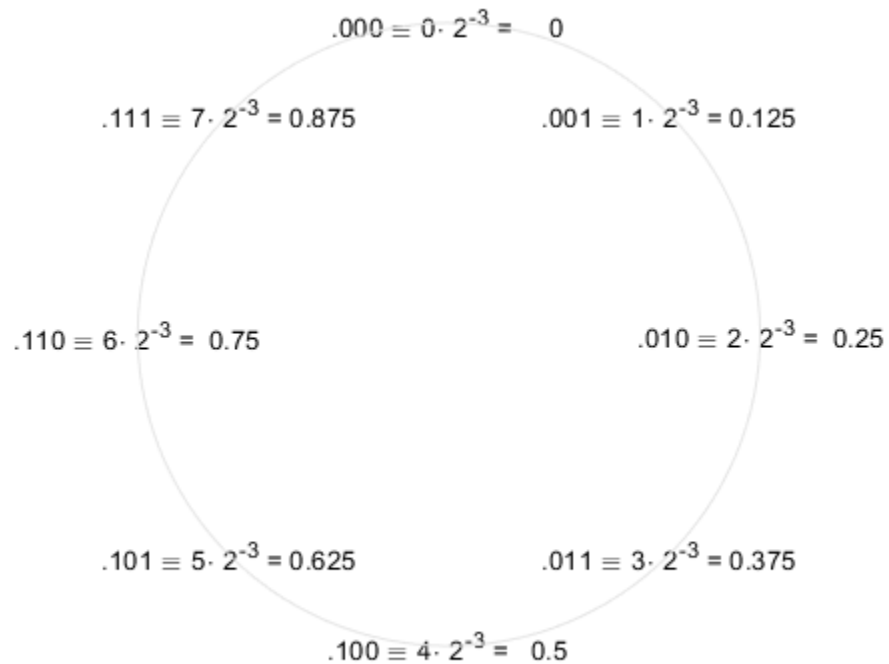 .000 ≡ 0· 2^-3 = 0
.111 ≡ 7· 2^-3 = 0.875
.001 ≡ 1· 2^-3 = 0.125
.110 ≡ 6· 2^-3 = 0.75
.010 ≡ 2· 2^-3 = 0.25
.101 ≡ 5· 2^-3 = 0.625
.011 ≡ 3· 2^-3 = 0.375
.100 ≡ 4· 2^-3 = 0.5